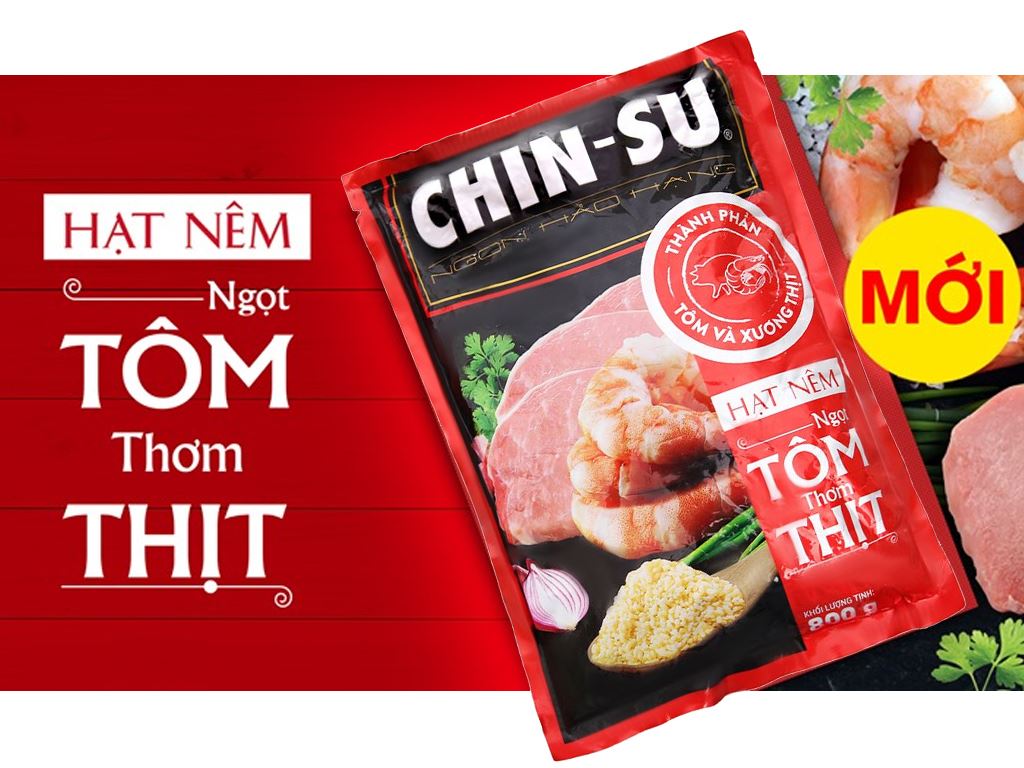 HẠT NÊM
Ngọt
TÔM
Thơm
THỊT
CHIN-SU®
NGON HẢO HẠNG
THÀNH PHẦN
TÔM VÀ XƯƠNG THỊT
HẠT NÊM
Ngọt
TÔM
Thơm
THỊT
KHỐI LƯỢNG TỊNH:
800 g
MỚI